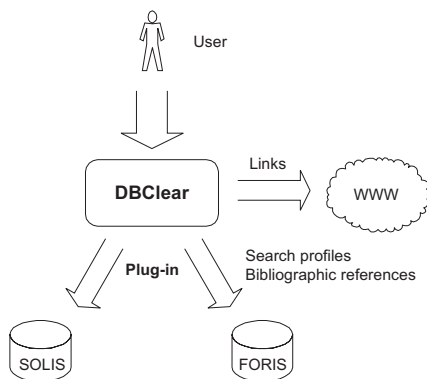 User
Links
DBClear
WWW
Plug-in
Search profiles
Bibliographic references
SOLIS
FORIS